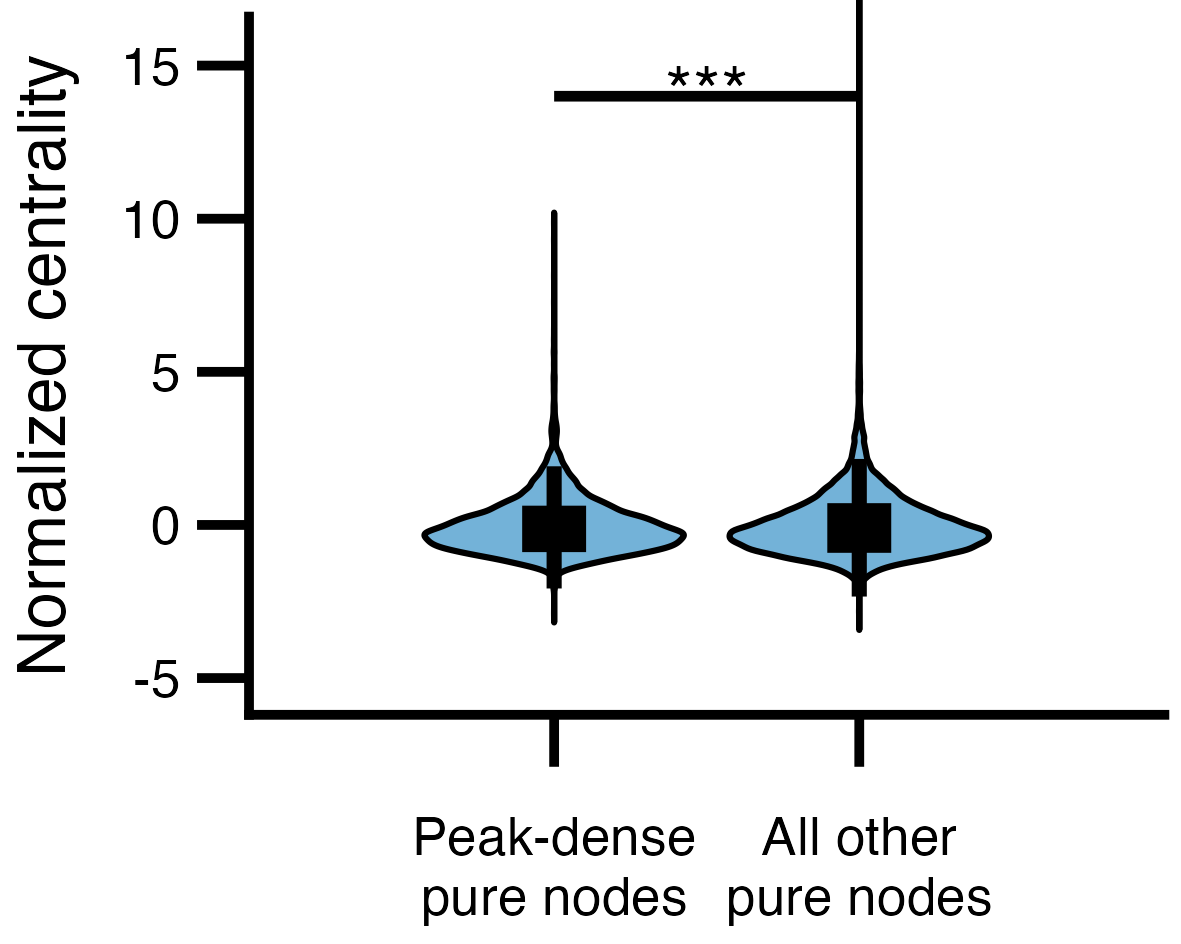 Normalized centrality
15
10
5
0
-5
***
Peak-dense
pure nodes
All other
pure nodes